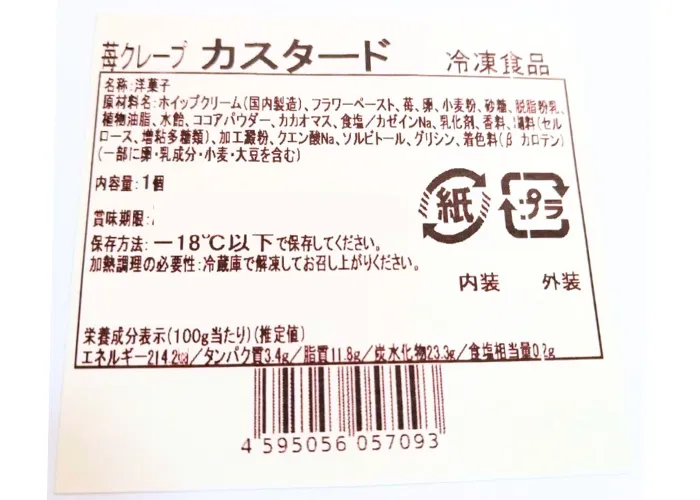 苺クレープ カスタード 冷凍食品
名称:洋菓子
原材料名:ホイップクリーム(国内製造)、フラワーペースト、苺、卵、小麦粉、砂糖、脱脂粉乳、
植物油脂、水飴、ココアパウダー、カカオマス、食塩/カゼインNa、乳化剤、香料、糊料(セル
ロース、増粘多糖類)、加工澱粉、クエン酸Na、ソルビトール、グリシン、着色料(β カロテン)
(一部に卵・乳成分・小麦・大豆を含む)
内容量:1個
賞味期限:
保存方法:-18℃以下で保存してください。
加熱調理の必要性:冷蔵庫で解凍してお召し上がりください。
紙 プラ
内装 外装
栄養成分表示(100g当たり)(推定値)
エネルギー214.2kcal/タンパク質3.4g/脂質11.8g/炭水化物23.3g/食塩相当量0.2g
4 595056 057093